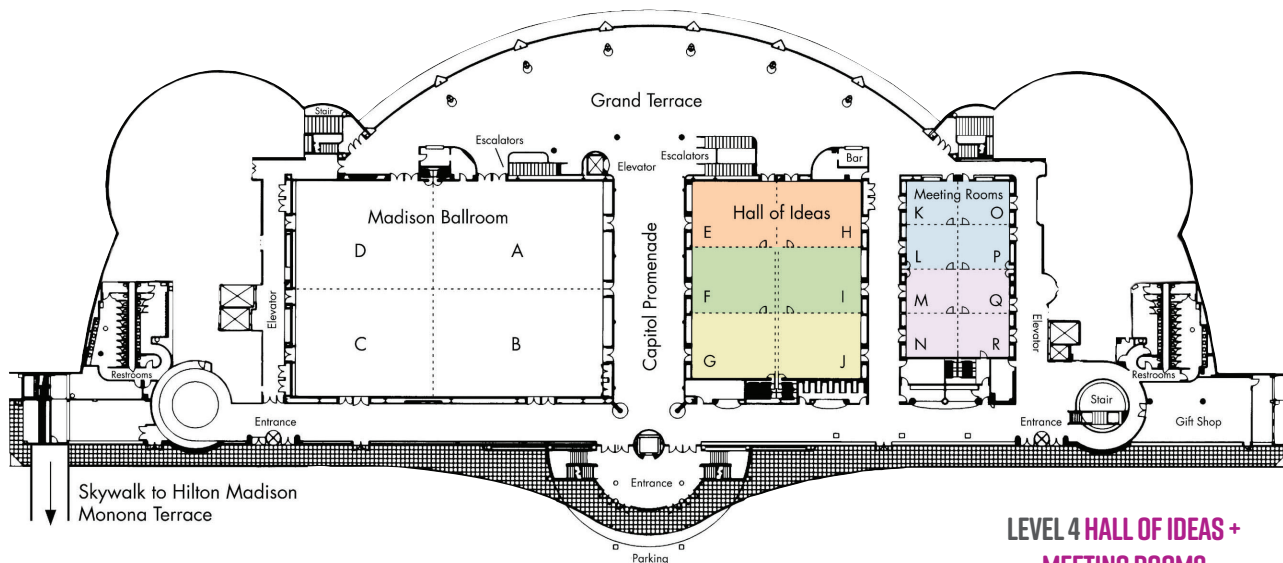 Grand Terrace
Stair
Escalators
Elevator
Escalators
Bar
Madison Ballroom
D
A
C
B
Capitol Promenade
Hall of Ideas
E
H
F
I
G
J
Meeting Rooms
K
O
L
P
M
Q
N
R
Elevator
Elevator
Restrooms
Restrooms
Stair
Gift Shop
Entrance
Entrance
Entrance
Skywalk to Hilton Madison
Monona Terrace
Parking
LEVEL 4 HALL OF IDEAS +
MEETING ROOMS